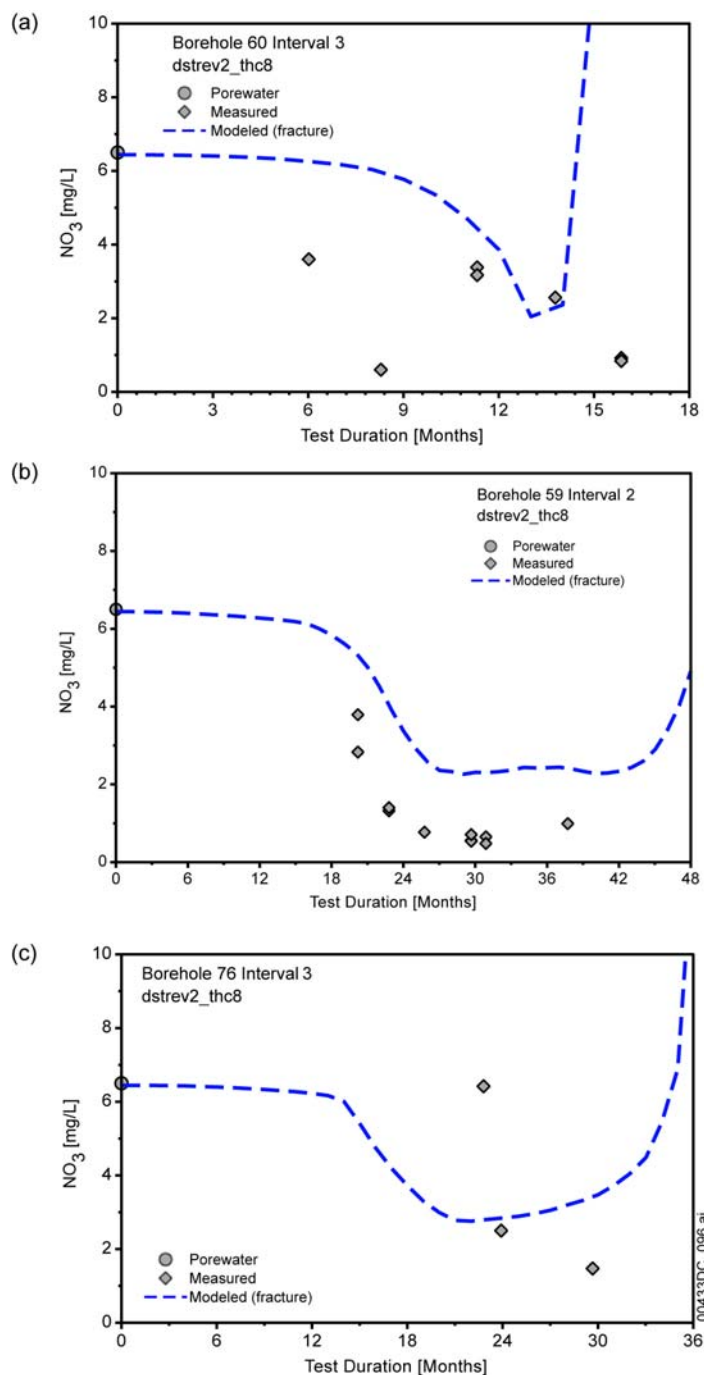 (a)
10
8
6
4
2
0
NO3 [mg/L]
Borehole 60 Interval 3
dstrev2_thc8
Porewater
Measured
Modeled (fracture)
0 3 6 9 12 15 18
Test Duration [Months]
(b)
10
8
6
4
2
0
NO3 [mg/L]
Borehole 59 Interval 2
dstrev2_thc8
Porewater
Measured
Modeled (fracture)
0 6 12 18 24 30 36 42 48
Test Duration [Months]
(c)
10
8
6
4
2
0
NO3 [mg/L]
Borehole 76 Interval 3
dstrev2_thc8
Porewater
Measured
Modeled (fracture)
0 6 12 18 24 30 36
Test Duration [Months]
00433DC_096.ai